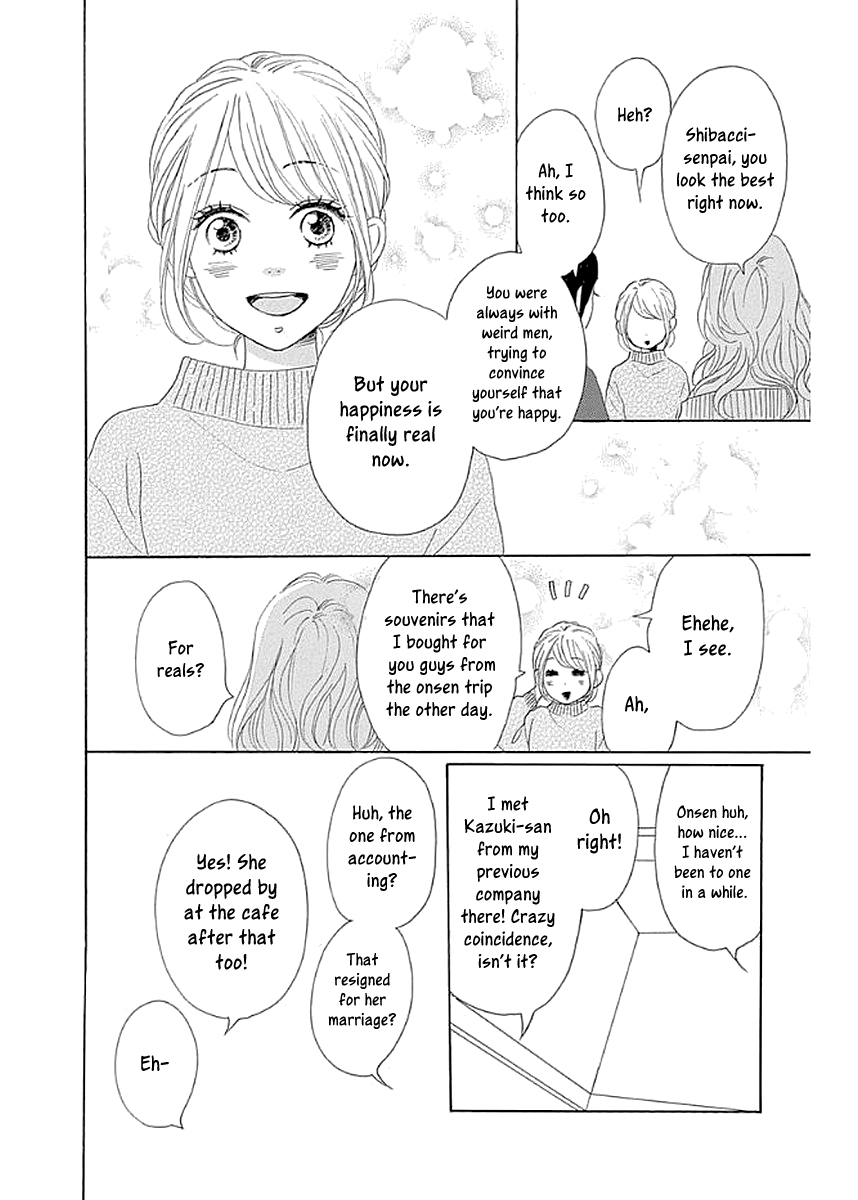 Shibacci-
senpai, you
look the best
right now.
Heh?
Ah, I
think so
too.
You were
always with
weird men,
trying to
convince
yourself that
you're happy.
But your
happiness is
finally real
now.
Ehehe,
I see.
Ah,
There's
souvenirs that
I bought for
you guys from
the onsen trip
the other day.
For
reals?
Onsen huh,
how nice...
I haven't
been to one
in a while.
Oh
right!
I met
Kazuki-san
from my
previous
company
there! Crazy
coincidence,
isn't it?
Huh, the
one from
account-
ing?
That
resigned
for her
marriage?
Yes! She
dropped by
at the cafe
after that
too!
Eh-